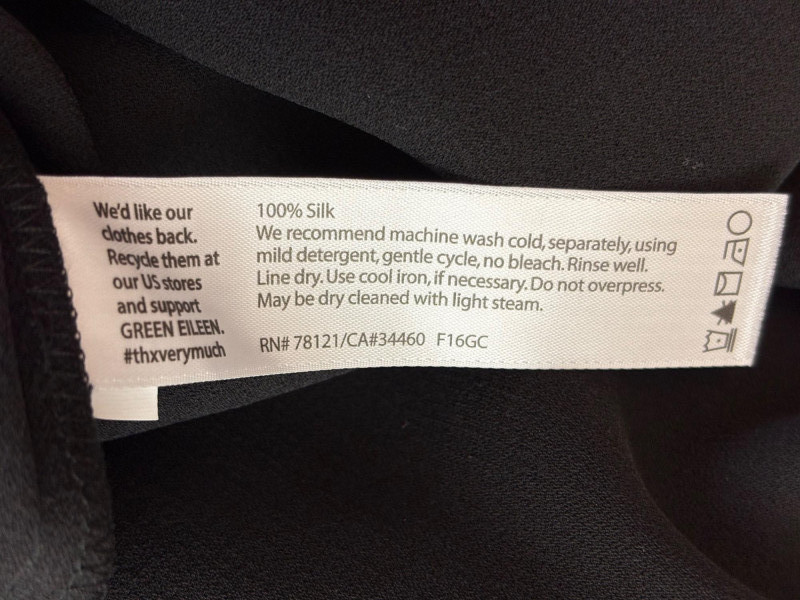 We'd like our
clothes back.
Recycle them at
our US stores
and support
GREEN EILEEN.
#thxverymuch
100% Silk
We recommend machine wash cold, separately, using
mild detergent, gentle cycle, no bleach. Rinse well.
Line dry. Use cool iron, if necessary. Do not overpress.
May be dry cleaned with light steam.
RN# 78121/CA#34460 F16GC